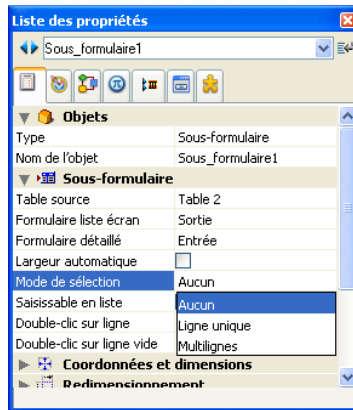 Liste des propriétés
Sous_formulaire1
Objets
Type Sous-formulaire
Nom de l'objet Sous_formulaire1
Sous-formulaire
Table source Table 2
Formulaire liste écran Sortie
Formulaire détaillé Entrée
Largeur automatique
Mode de sélection Aucun
Saisissable en liste Aucun
Double-clic sur ligne Ligne unique
Double-clic sur ligne vide Multilignes
Coordonnées et dimensions
Redimensionnement